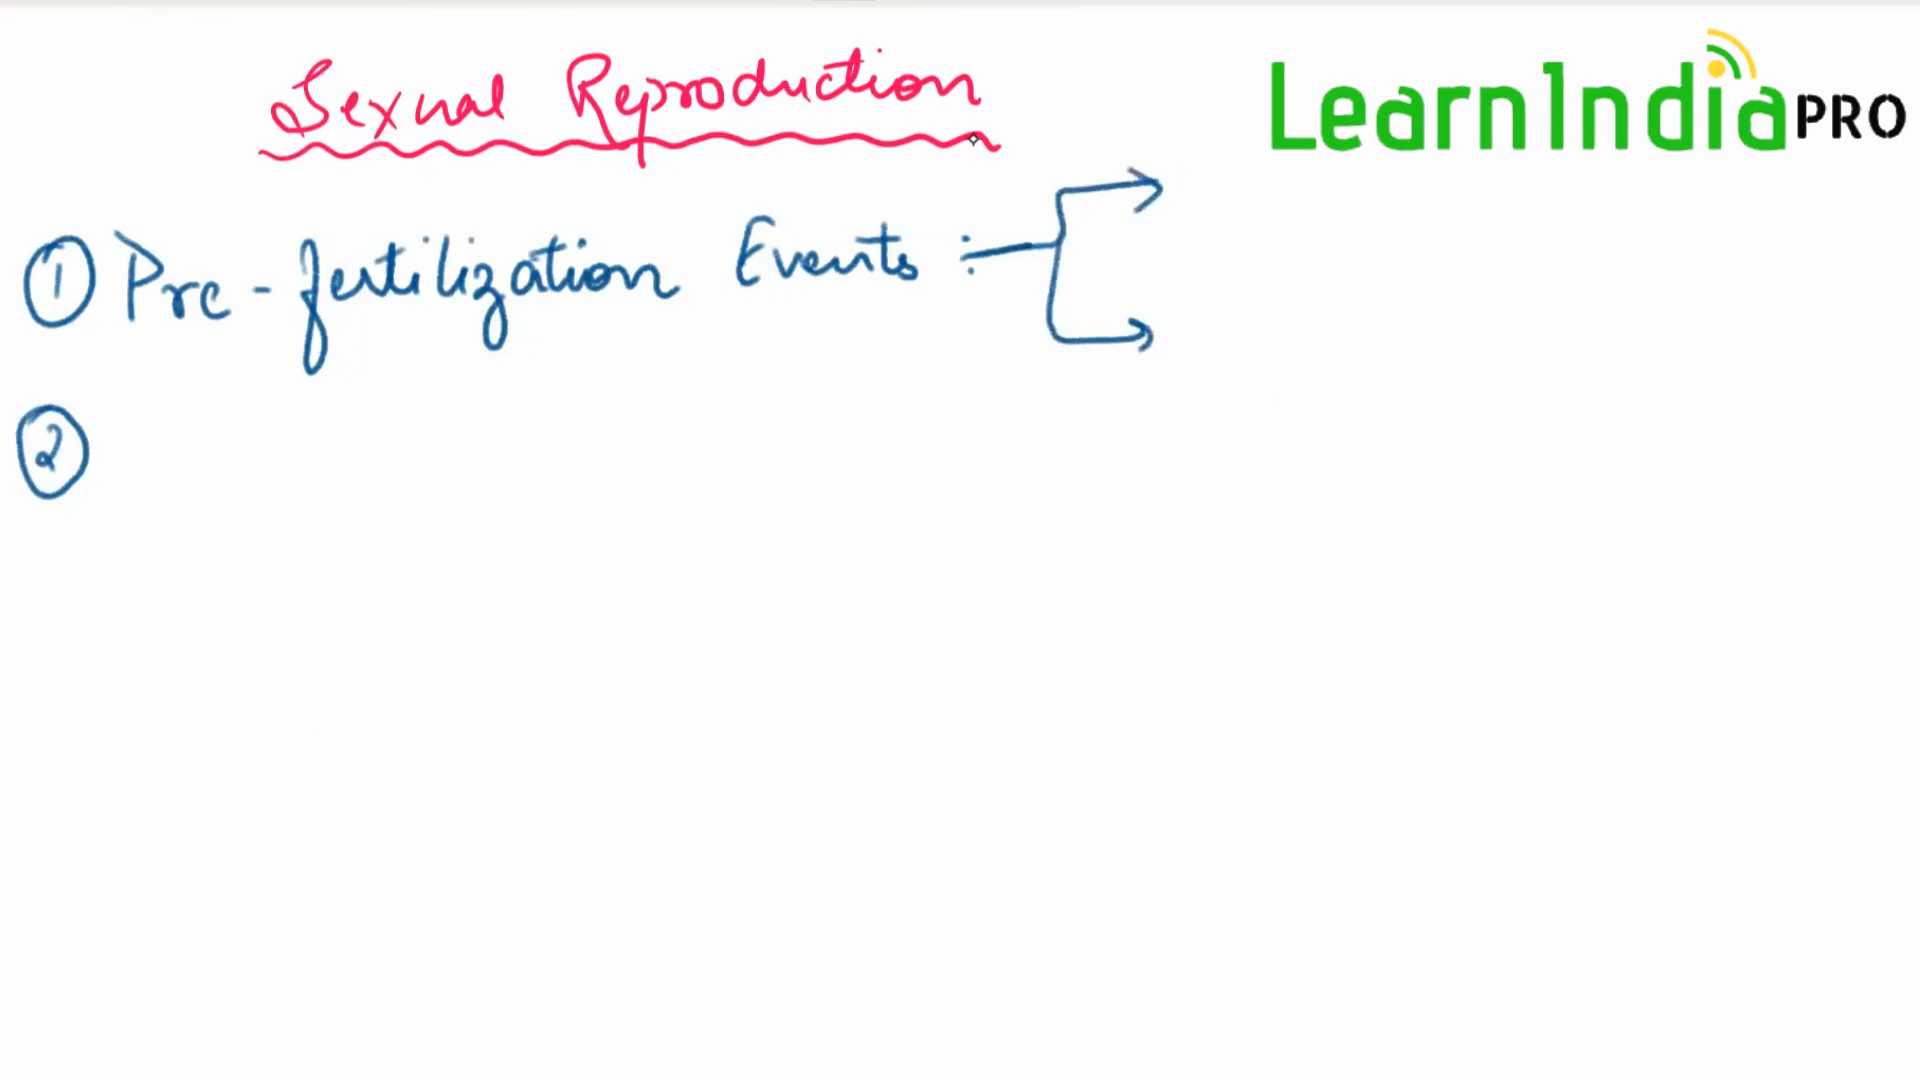 Sexual Reproduction
LearnIndia PRO
① Pre-fertilization Events :
②